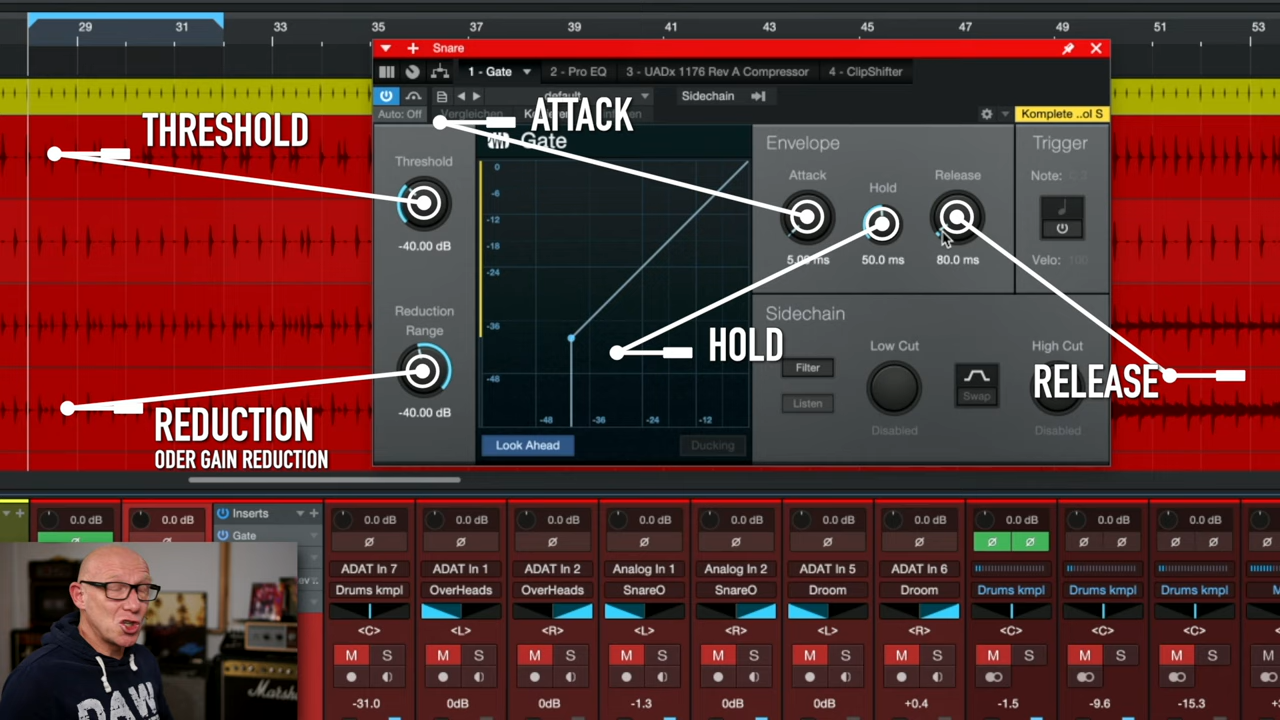 29 31 33 35 37 39 41 43 45 47 49 51 53
Snare
1 - Gate 2 - Pro EQ 3 - UADx 1176 Rev A Compressor 4 - ClipShifter
default Sidechain
Auto: Off Vergleichen Komplete ..ol S
THRESHOLD
ATTACK
Gate
Envelope
Trigger
Threshold
Attack
Hold
Release
Note:
-40.00 dB
50.0 ms
80.0 ms
Velo: 100
0
-6
-12
-18
-24
-36
-48
-48 -36 -24 -12
Reduction
Range
-40.00 dB
Sidechain
HOLD
Low Cut
High Cut
Filter
Listen
Swap
Disabled
Disabled
RELEASE
REDUCTION
ODER GAIN REDUCTION
Look Ahead
Ducking
0.0 dB 0.0 dB Inserts 0.0 dB 0.0 dB 0.0 dB 0.0 dB 0.0 dB 0.0 dB 0.0 dB 0.0 dB 0.0 dB 0.0 dB
Gate
ADAT In 7 ADAT In 1 ADAT In 2 Analog In 1 Analog In 2 ADAT In 5 ADAT In 6
Drums kmpl OverHeads OverHeads SnareO SnareO Droom Droom Drums kmpl Drums kmpl Drums kmpl
<C> <L> <R> <L> <R> <L> <R> <C> <C> <C>
M S M S M S M S M S M S M S M S M S M S M
-31.0 0dB 0dB -1.3 0dB 0dB +0.4 -1.5 -9.6 -15.3
Marshall
DAW